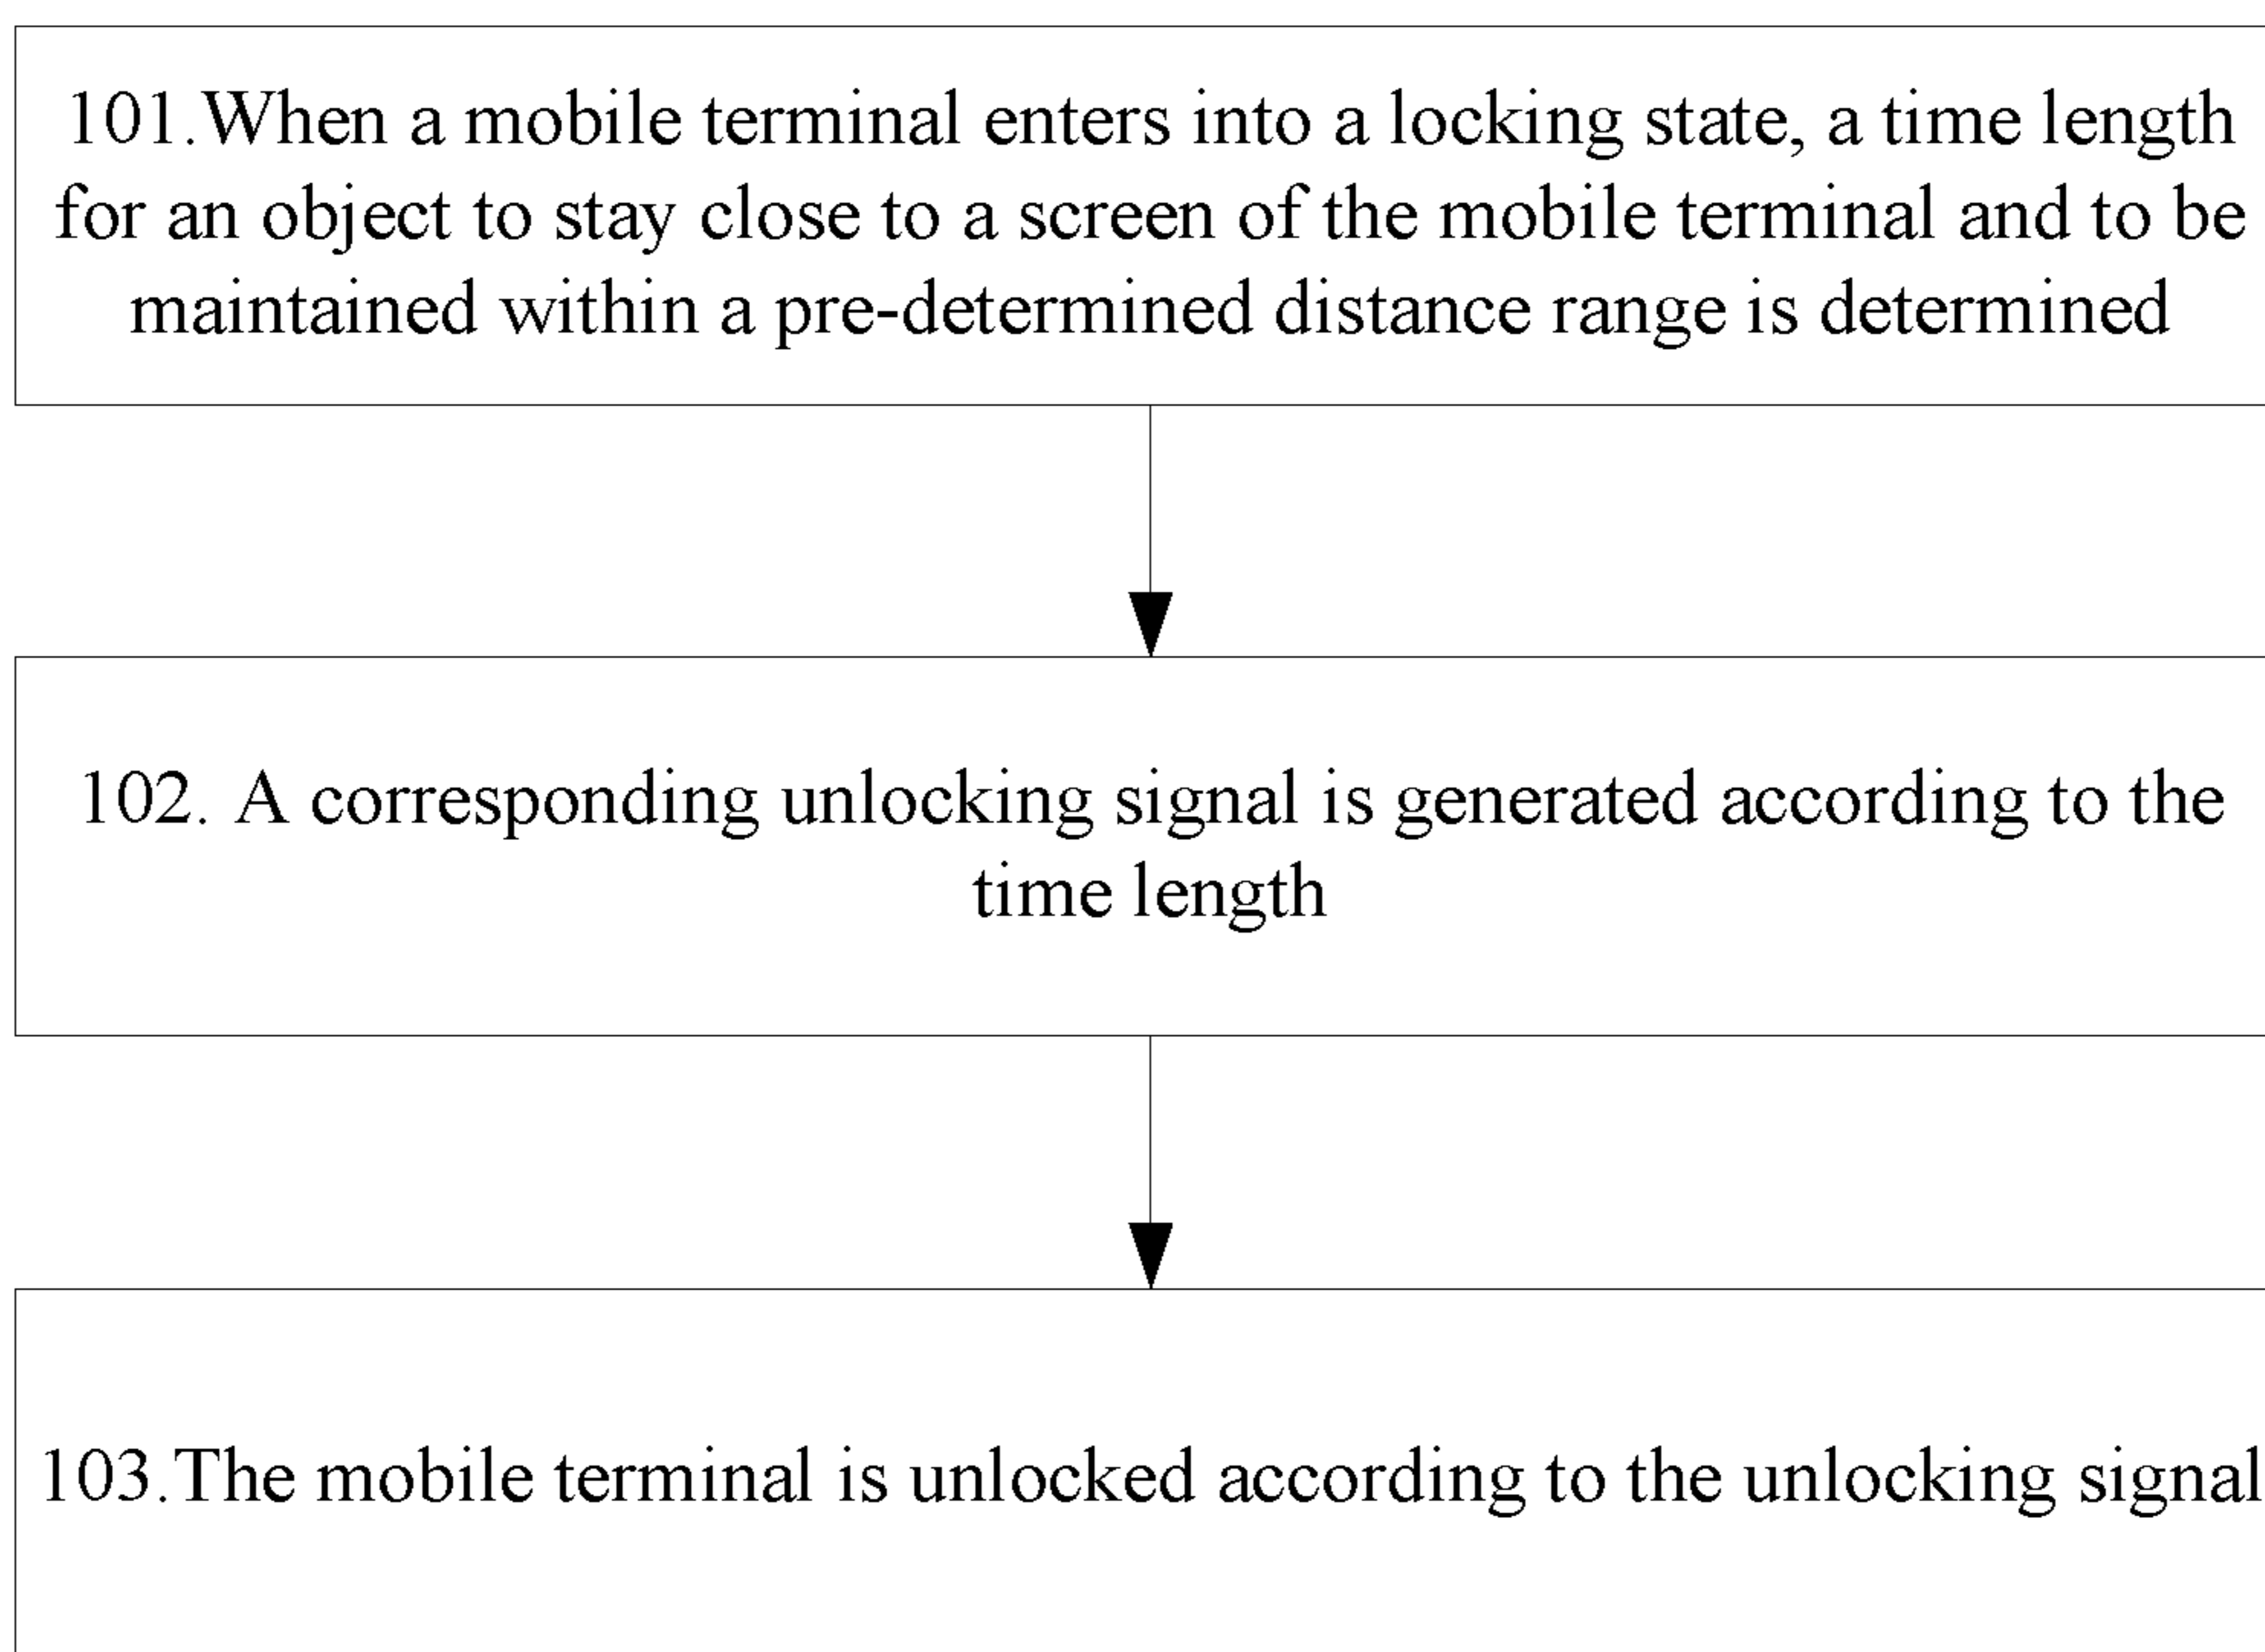 101.When a mobile terminal enters into a locking state, a time length
for an object to stay close to a screen of the mobile terminal and to be
maintained within a pre-determined distance range is determined
102. A corresponding unlocking signal is generated according to the
time length
103.The mobile terminal is unlocked according to the unlocking signal